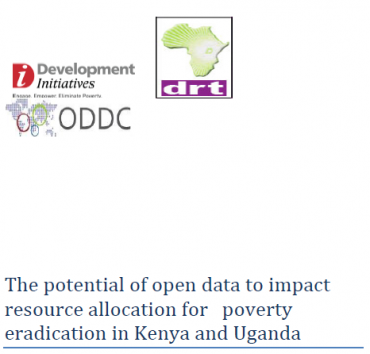 i Development
Initiatives
Engage. Empower. Eliminate Poverty.
drt
ODDC
The potential of open data to impact
resource allocation for poverty
eradication in Kenya and Uganda